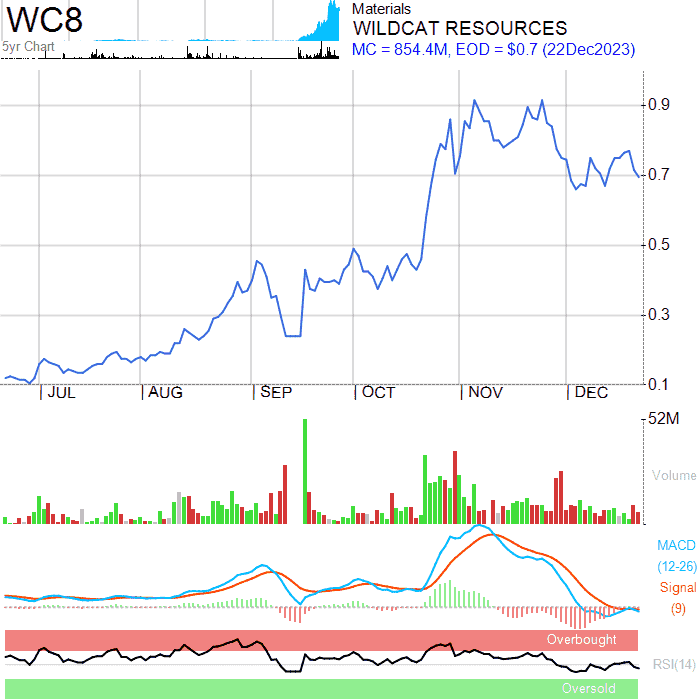 WC8
5yr Chart
Materials
WILDCAT RESOURCES
MC = 854.4M, EOD = $0.7 (22Dec2023)
0.9
0.7
0.5
0.3
0.1
JUL AUG SEP OCT NOV DEC
52M
Volume
MACD
(12-26)
Signal
(9)
Overbought
RSI(14)
Oversold